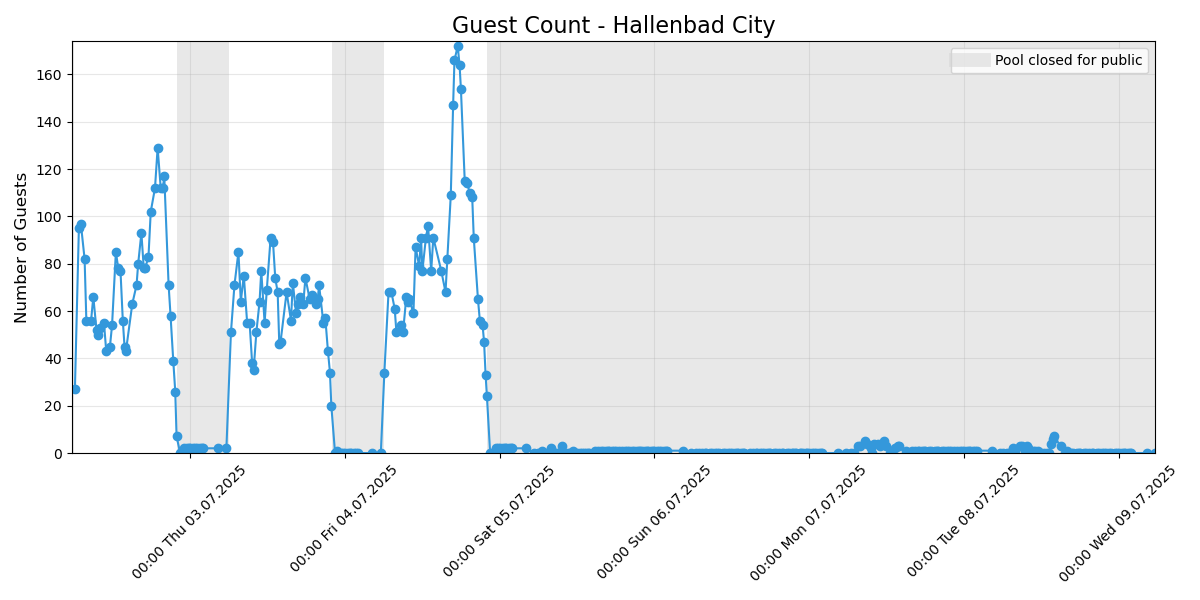 Guest Count - Hallenbad City
Pool closed for public
Number of Guests
160
140
120
100
80
60
40
20
0
00:00 Thu 03.07.2025
00:00 Fri 04.07.2025
00:00 Sat 05.07.2025
00:00 Sun 06.07.2025
00:00 Mon 07.07.2025
00:00 Tue 08.07.2025
00:00 Wed 09.07.2025